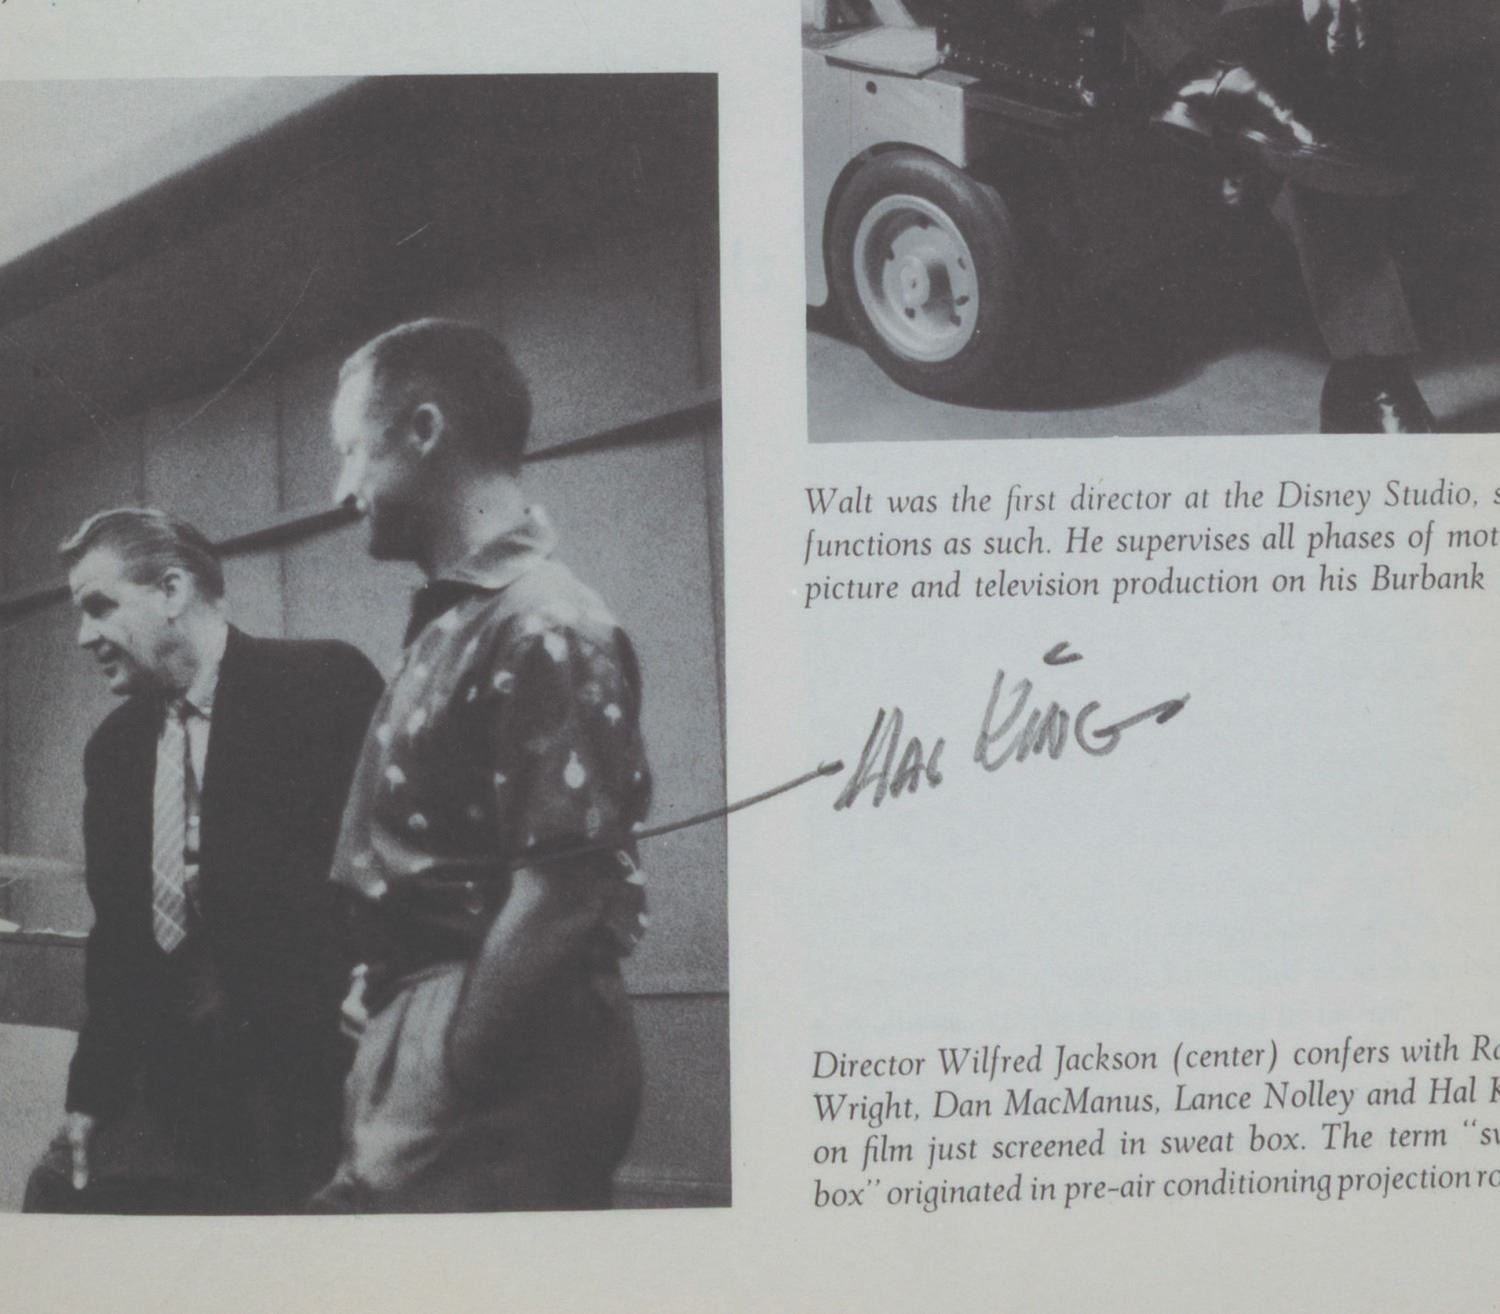 Walt was the first director at the Disney Studio,
functions as such. He supervises all phases of mot
picture and television production on his Burbank
Hal King
Director Wilfred Jackson (center) confers with
Wright, Dan MacManus, Lance Nolley and Hal
on film just screened in sweat box. The term "
box" originated in pre-air conditioning projection